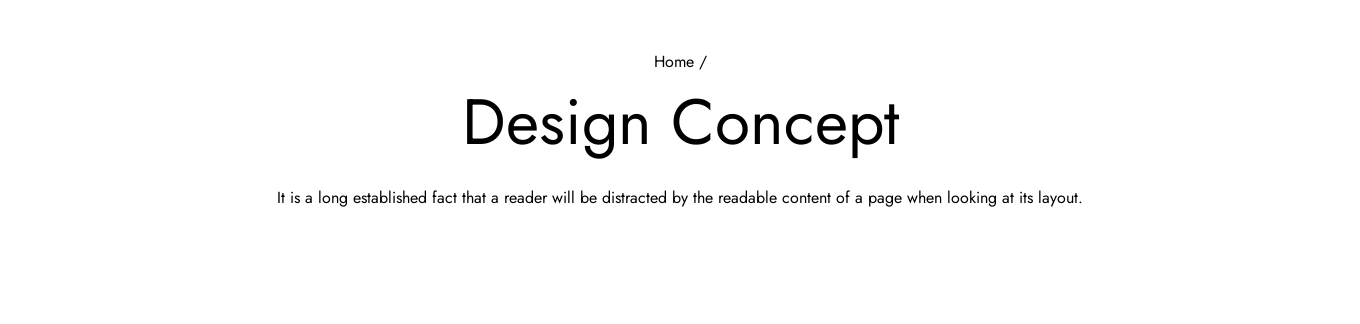 Home /
Design Concept
It is a long established fact that a reader will be distracted by the readable content of a page when looking at its layout.